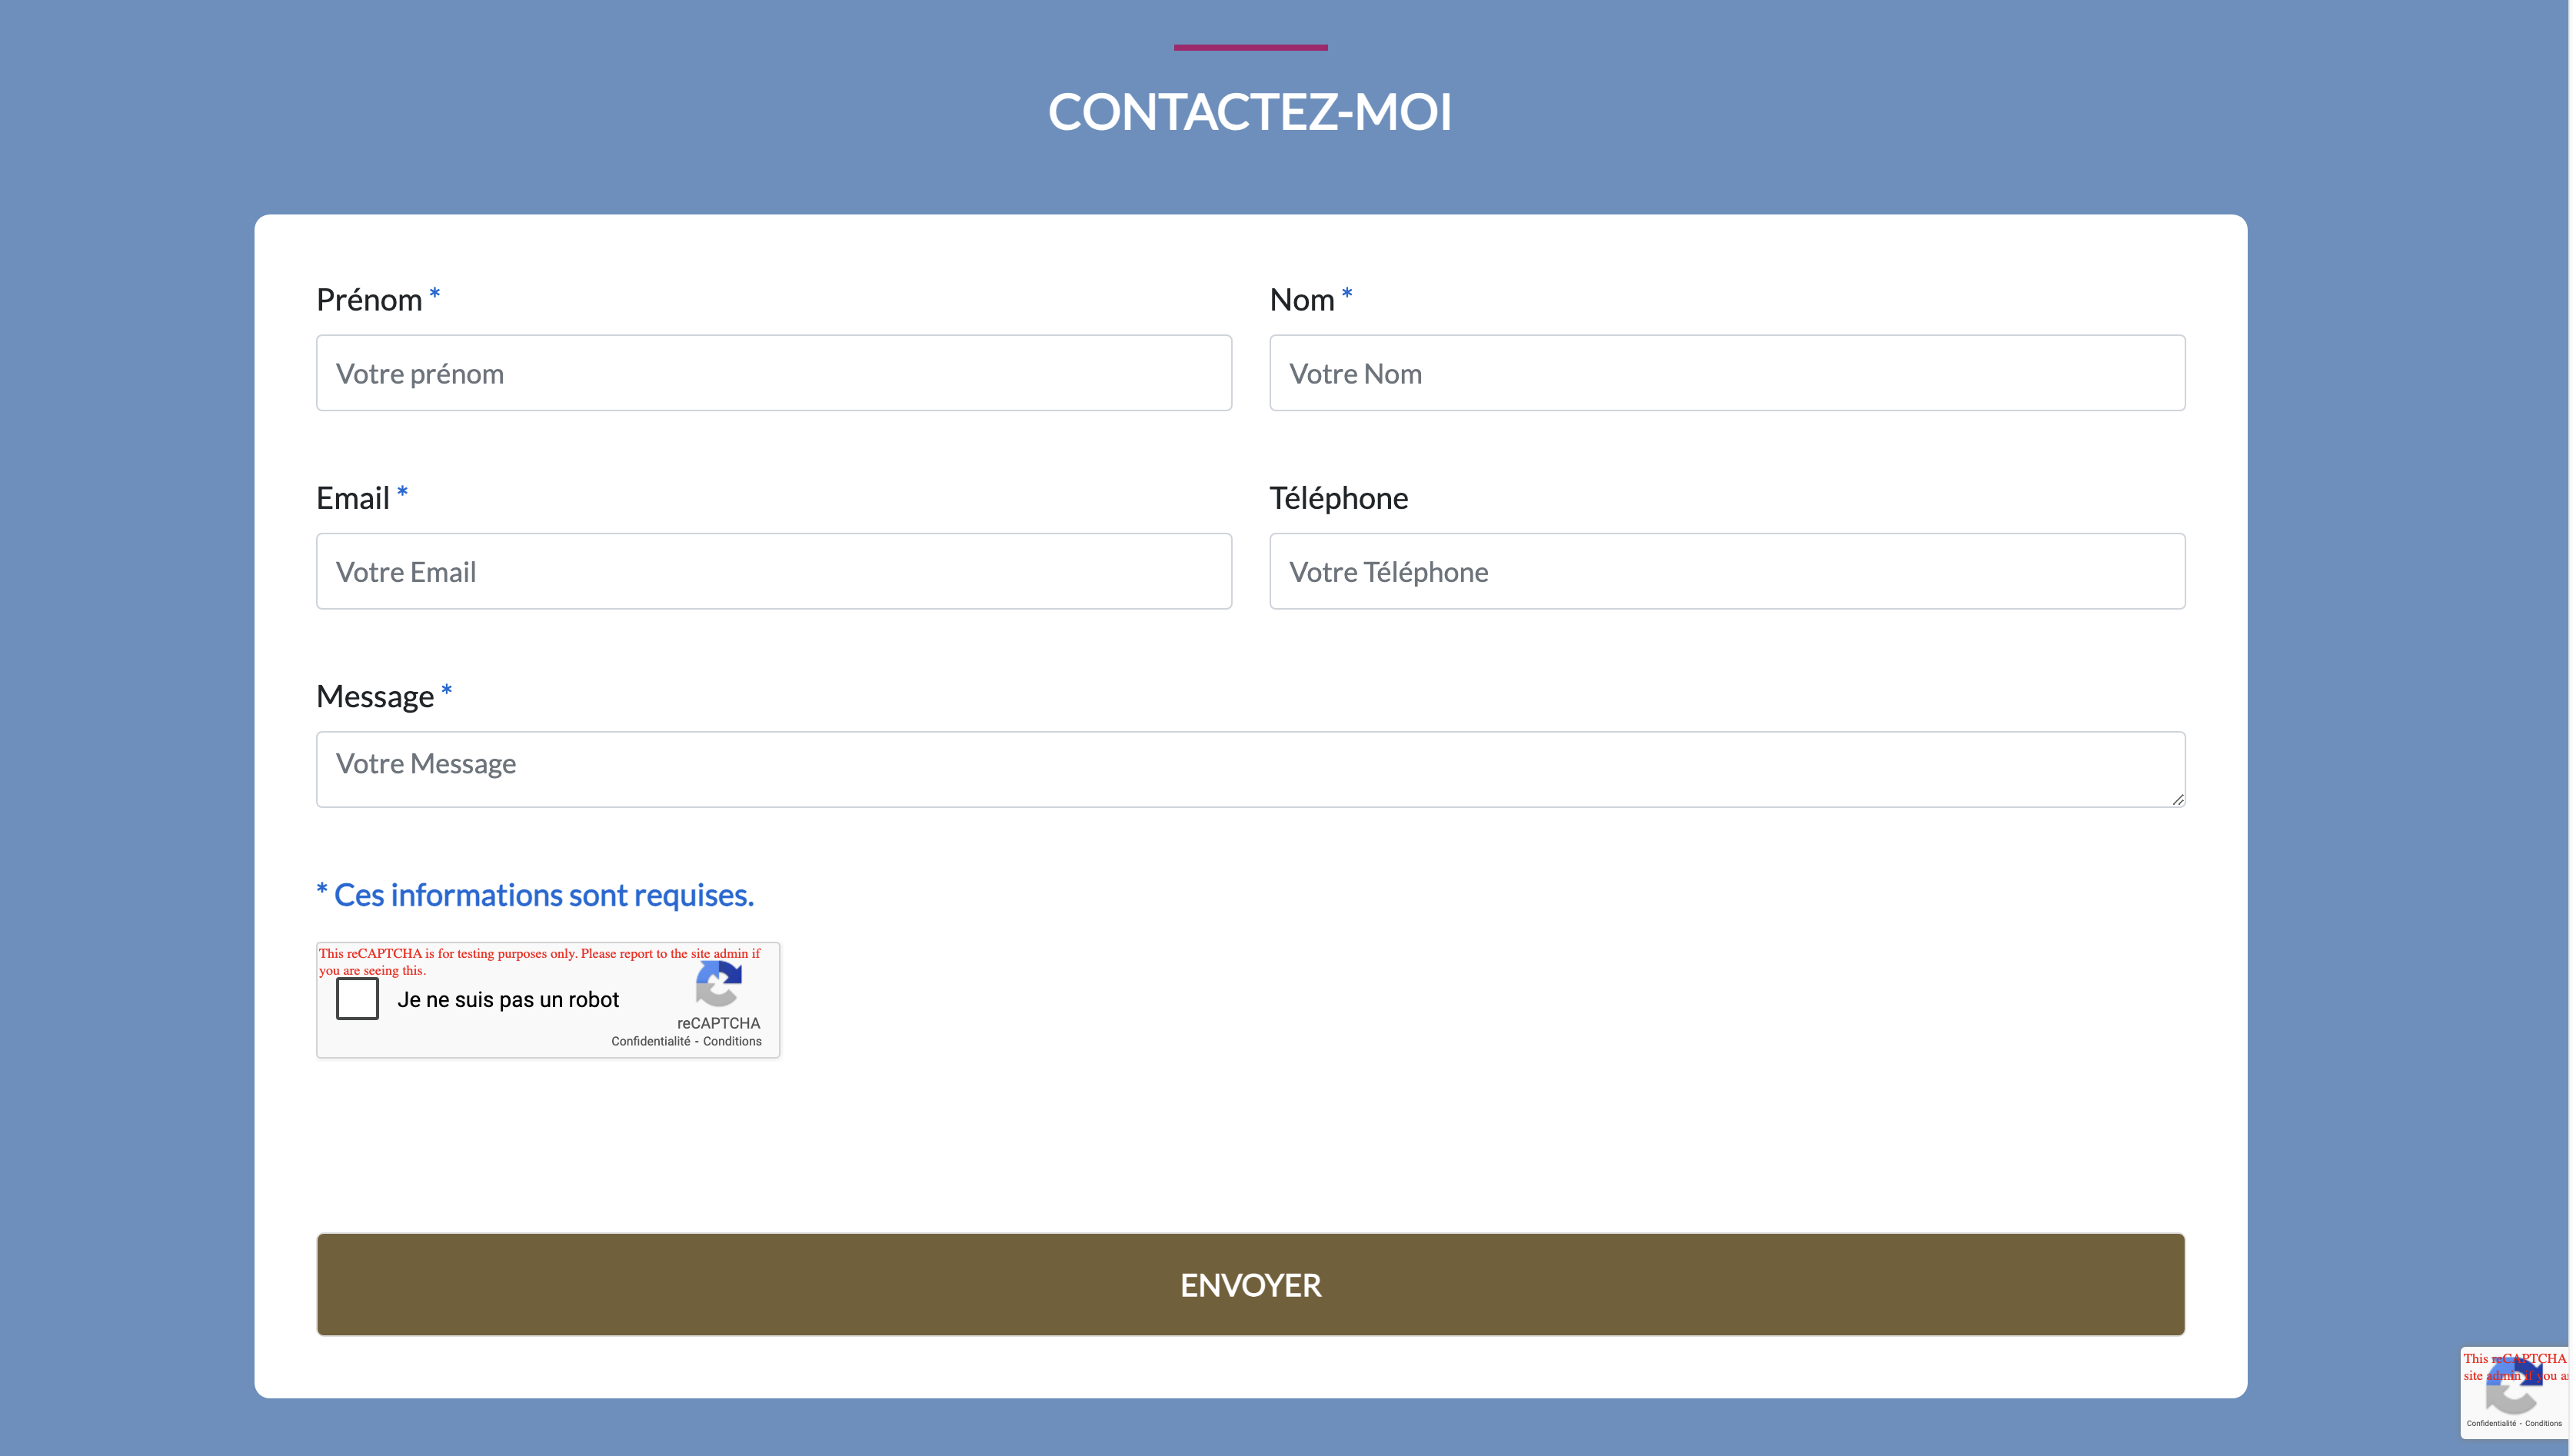 CONTACTEZ-MOI
Prénom *
Nom *
Votre prénom
Votre Nom
Email *
Téléphone
Votre Email
Votre Téléphone
Message *
Votre Message
* Ces informations sont requises.
This reCAPTCHA is for testing purposes only. Please report to the site admin if
you are seeing this.
Je ne suis pas un robot
reCAPTCHA
Confidentialité - Conditions
ENVOYER
This reCAPTCHA
site admin if you a
Confidentialité - Conditions